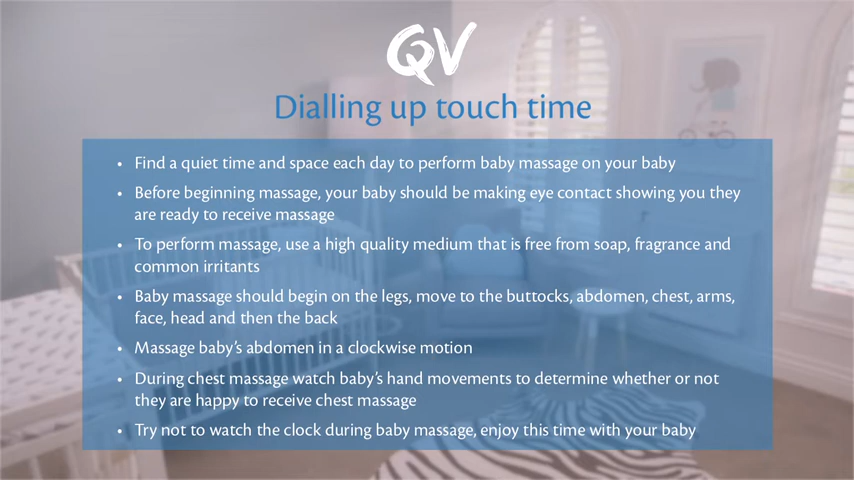 QV
Dialling up touch time
• Find a quiet time and space each day to perform baby massage on your baby
• Before beginning massage, your baby should be making eye contact showing you they
are ready to receive massage
• To perform massage, use a high quality medium that is free from soap, fragrance and
common irritants
• Baby massage should begin on the legs, move to the buttocks, abdomen, chest, arms,
face, head and then the back
• Massage baby's abdomen in a clockwise motion
• During chest massage watch baby's hand movements to determine whether or not
they are happy to receive chest massage
• Try not to watch the clock during baby massage, enjoy this time with your baby